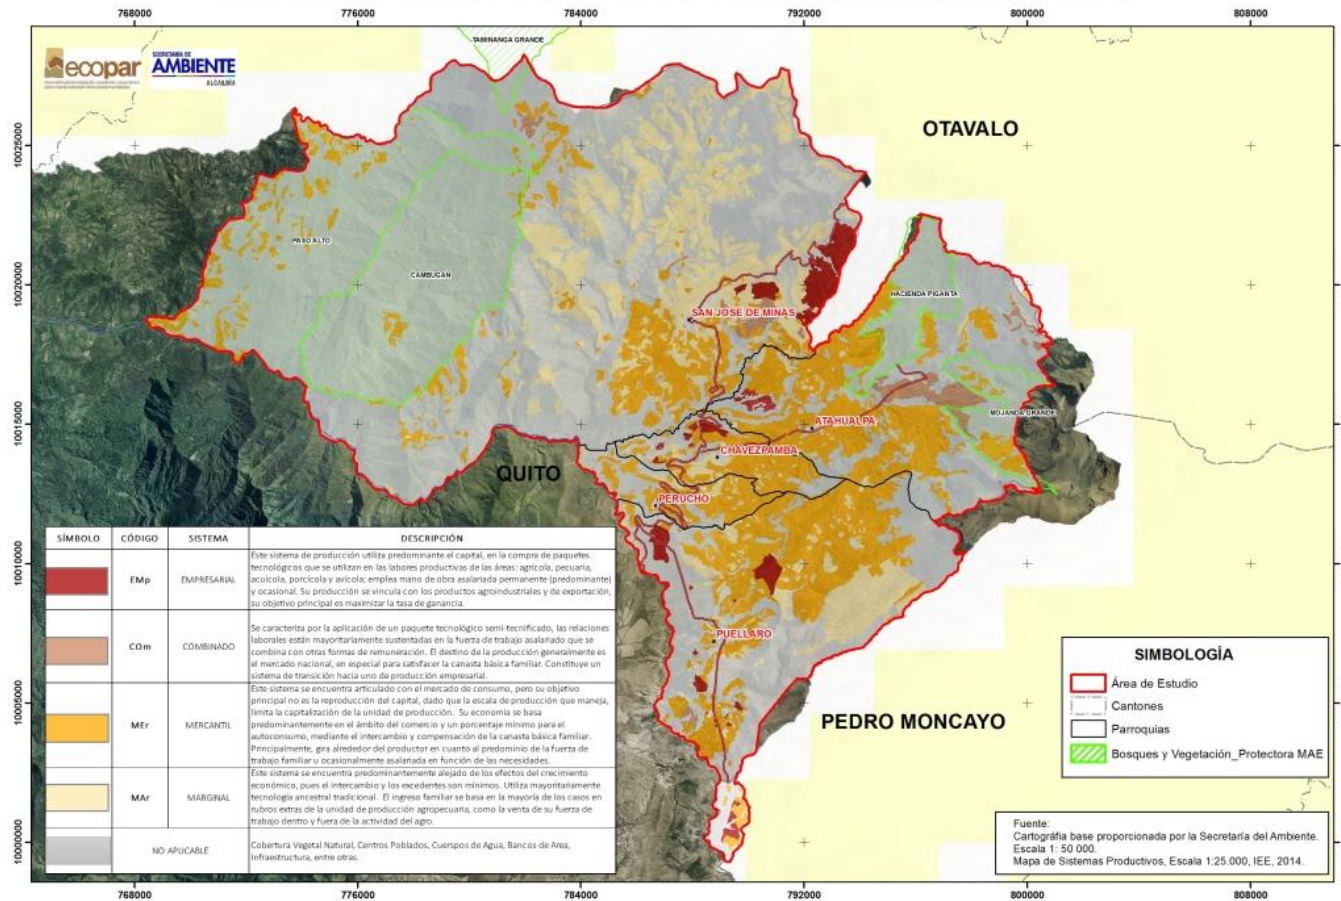 768000 776000 784000 792000 800000 808000
TAMINANGA GRANDE
ecopar
SECRETARÍA DE
AMBIENTE
ALCALDÍA
OTAVALO
10025000 10025000
PASO ALTO
CAMBUGAN
10020000 10020000
HACIENDA PIGANTA
SAN JOSE DE MINAS
10015000 10015000
MOJANDA GRANDE
ATAHUALPA
CHAVEZPAMBA
QUITO
PERUCHO
10010000 10010000
PUELLARO
10005000 10005000
PEDRO MONCAYO
10000000 10000000
SÍMBOLO CÓDIGO SISTEMA DESCRIPCIÓN
EMp EMPRESARIAL
Este sistema de producción utiliza predominante el capital, en la compra de paquetes
tecnológicos que se utilizan en las labores productivas de las áreas: agrícola, pecuaria,
acuícola, porcícola y avícola; emplea mano de obra asalariada permanente (predominante)
y ocasional. Su producción se vincula con los productos agroindustriales y de exportación,
su objetivo principal es maximizar la tasa de ganancia.
COm COMBINADO
Se caracteriza por la aplicación de un paquete tecnológico semi-tecnificado, las relaciones
laborales están mayoritariamente sustentadas en la fuerza de trabajo asalariado que se
combina con otras formas de remuneración. El destino de la producción generalmente es
el mercado nacional, en especial para satisfacer la canasta básica familiar. Constituye un
sistema de transición hacia uno de producción empresarial.
MEr MERCANTIL
Este sistema se encuentra articulado con el mercado de consumo, pero su objetivo
principal no es la reproducción del capital, dado que la escala de producción que maneja,
limita la capitalización de la unidad de producción. Su economía se basa
predominantemente en el ámbito del comercio y un porcentaje mínimo para el
autoconsumo, mediante el intercambio y compensación de la canasta básica familiar.
Principalmente, gira alrededor del productor en cuanto al predominio de la fuerza de
trabajo familiar u ocasionalmente asalariada en función de las necesidades.
MAr MARGINAL
Este sistema se encuentra predominantemente alejado de los efectos del crecimiento
económico, pues el intercambio y los excedentes son mínimos. Utiliza mayoritariamente
tecnología ancestral tradicional. El ingreso familiar se basa en la mayoría de los casos en
rubros extras de la unidad de producción agropecuaria, como la venta de su fuerza de
trabajo dentro y fuera de la actividad del agro.
NO APLICABLE
Cobertura Vegetal Natural, Centros Poblados, Cuerspos de Agua, Bancos de Area,
Infraestructura, entre otras.
SIMBOLOGÍA
Área de Estudio
Cantones
Parroquias
Bosques y Vegetación_Protectora MAE
Fuente:
Cartografía base proporcionada por la Secretaría del Ambiente.
Escala 1: 50 000.
Mapa de Sistemas Productivos, Escala 1:25.000, IEE, 2014.
768000 776000 784000 792000 800000 808000